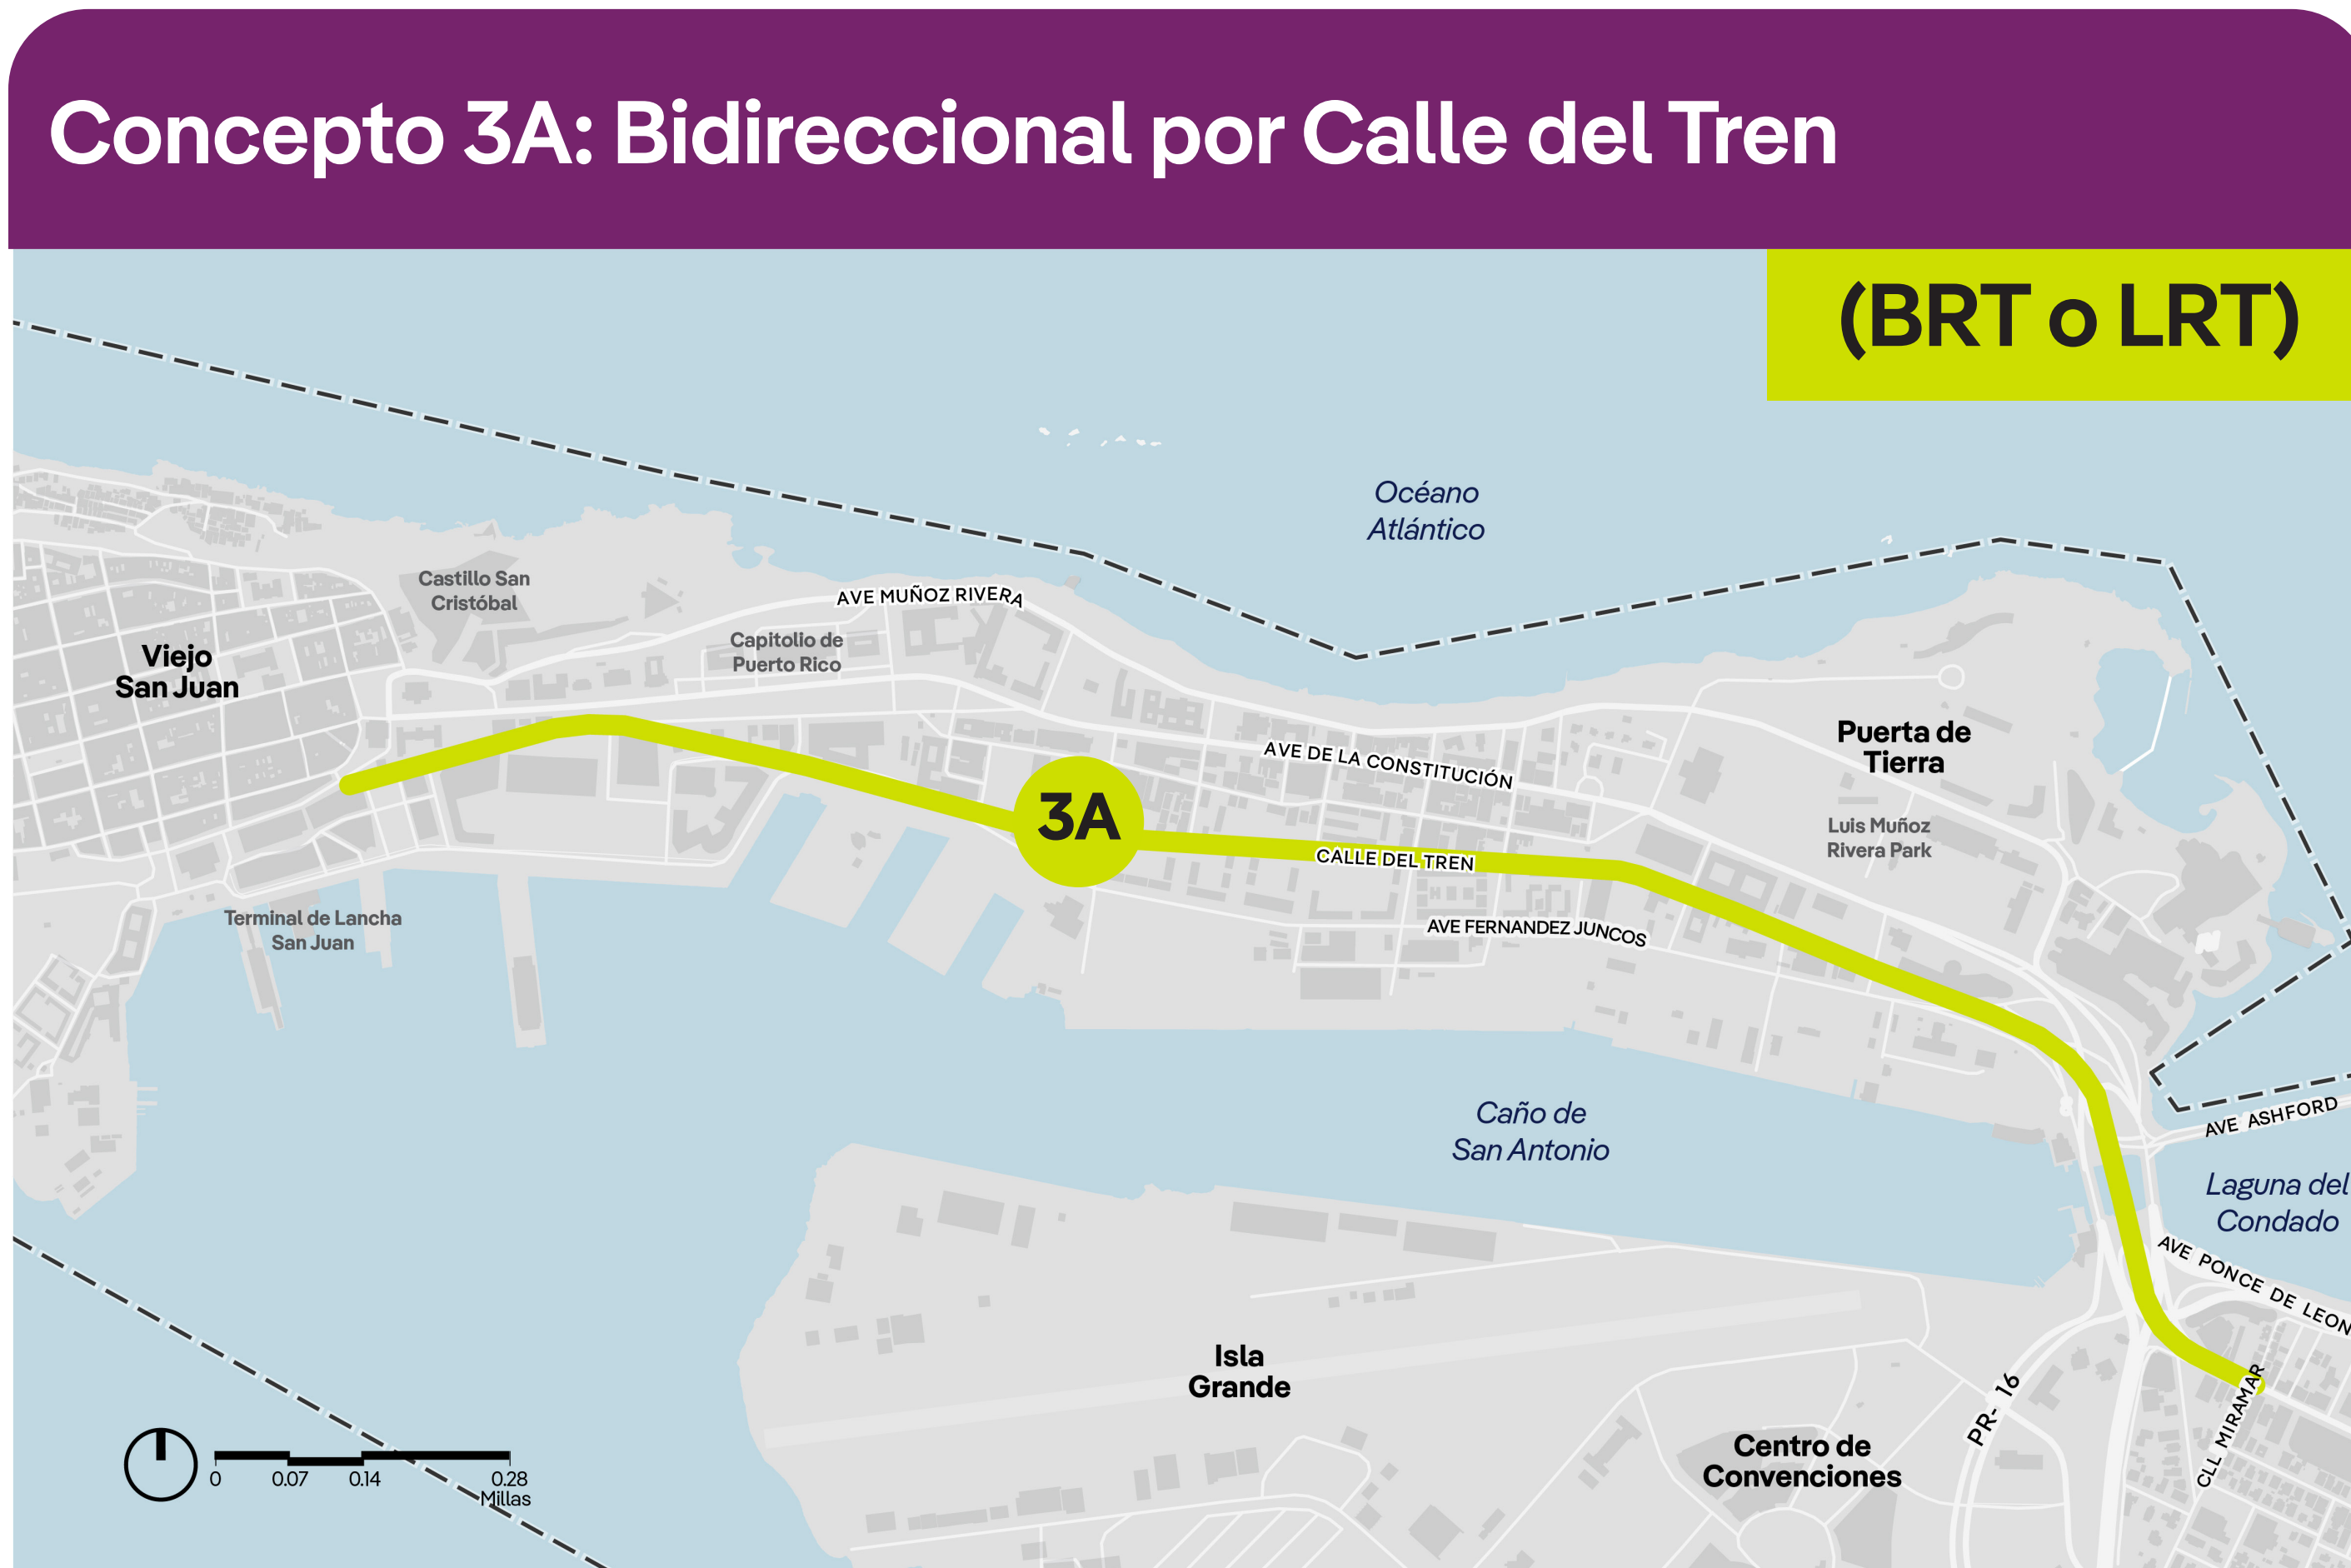 Concepto 3A: Bidireccional por Calle del Tren
(BRT o LRT)
Océano
Atlántico
Castillo San
Cristóbal
AVE MUÑOZ RIVERA
Capitolio de
Puerto Rico
Viejo
San Juan
Puerta de
Tierra
AVE DE LA CONSTITUCIÓN
3A
Luis Muñoz
Rivera Park
CALLE DEL TREN
Terminal de Lancha
San Juan
AVE FERNANDEZ JUNCOS
Caño de
San Antonio
AVE ASHFORD
Laguna del
Condado
AVE PONCE DE LEON
Isla
Grande
PR- 16
CLL MIRAMAR
Centro de
Convenciones
0 0.07 0.14 0.28
Millas